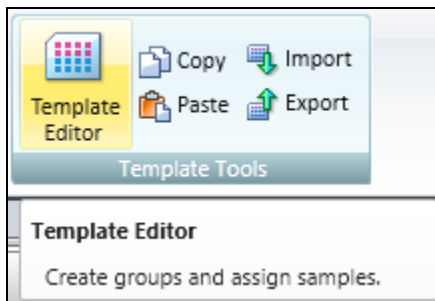 Template
Editor
Copy
Import
Paste
Export
Template Tools
Template Editor
Create groups and assign samples.